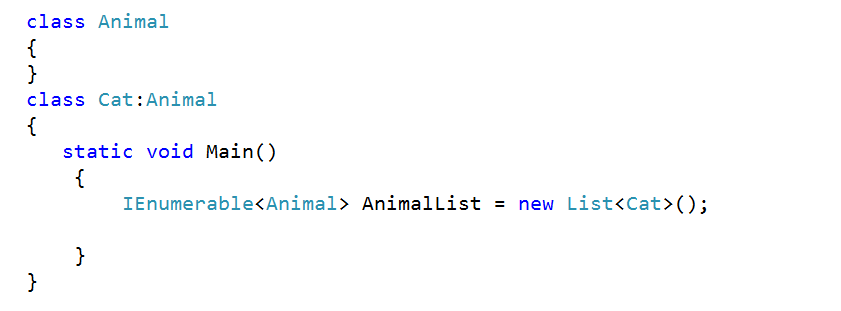 class Animal
{
}
class Cat:Animal
{
static void Main()
{
IEnumerable<Animal> AnimalList = new List<Cat>();
}
}